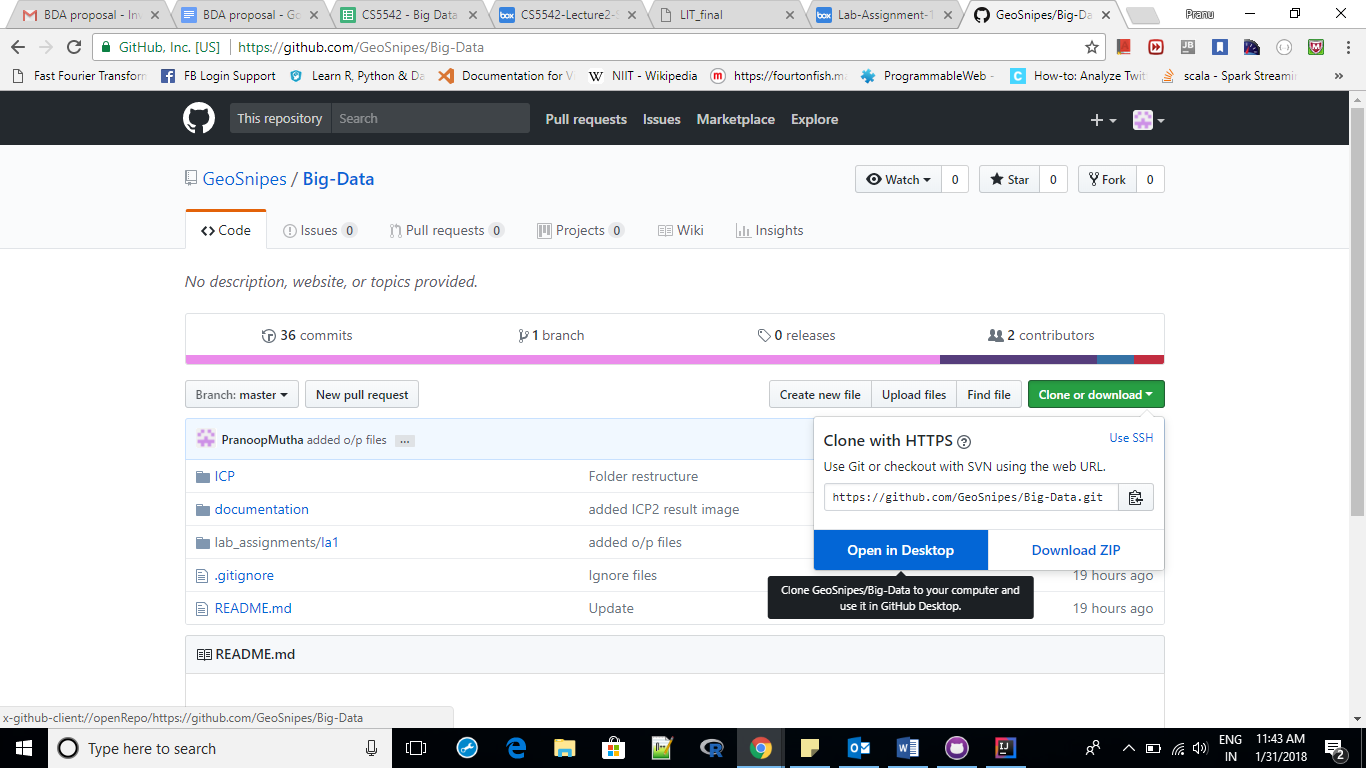 BDA proposal - Inv
BDA proposal - Go
CS5542 - Big Data
CS5542-Lecture2-
LIT_final
Lab-Assignment-1
GeoSnipes/Big-Da
Pranu
GitHub, Inc. [US] https://github.com/GeoSnipes/Big-Data
Fast Fourier Transform
FB Login Support
Learn R, Python & Da
Documentation for V
NIIT - Wikipedia
https://fourtonfish.ma
ProgrammableWeb -
How-to: Analyze Twit
scala - Spark Streamin
This repository Search
Pull requests Issues Marketplace Explore
GeoSnipes / Big-Data
Watch 0 Star 0 Fork 0
Code Issues 0 Pull requests 0 Projects 0 Wiki Insights
No description, website, or topics provided.
36 commits 1 branch 0 releases 2 contributors
Branch: master New pull request Create new file Upload files Find file Clone or download
PranoopMutha added o/p files ...
Clone with HTTPS ? Use SSH
Use Git or checkout with SVN using the web URL.
https://github.com/GeoSnipes/Big-Data.git
Open in Desktop Download ZIP
Clone GeoSnipes/Big-Data to your computer and
use it in GitHub Desktop.
ICP Folder restructure
documentation added ICP2 result image
lab_assignments/la1 added o/p files
.gitignore Ignore files 19 hours ago
README.md Update 19 hours ago
README.md
x-github-client://openRepo/https://github.com/GeoSnipes/Big-Data
Type here to search
ENG
IN
11:43 AM
1/31/2018
2